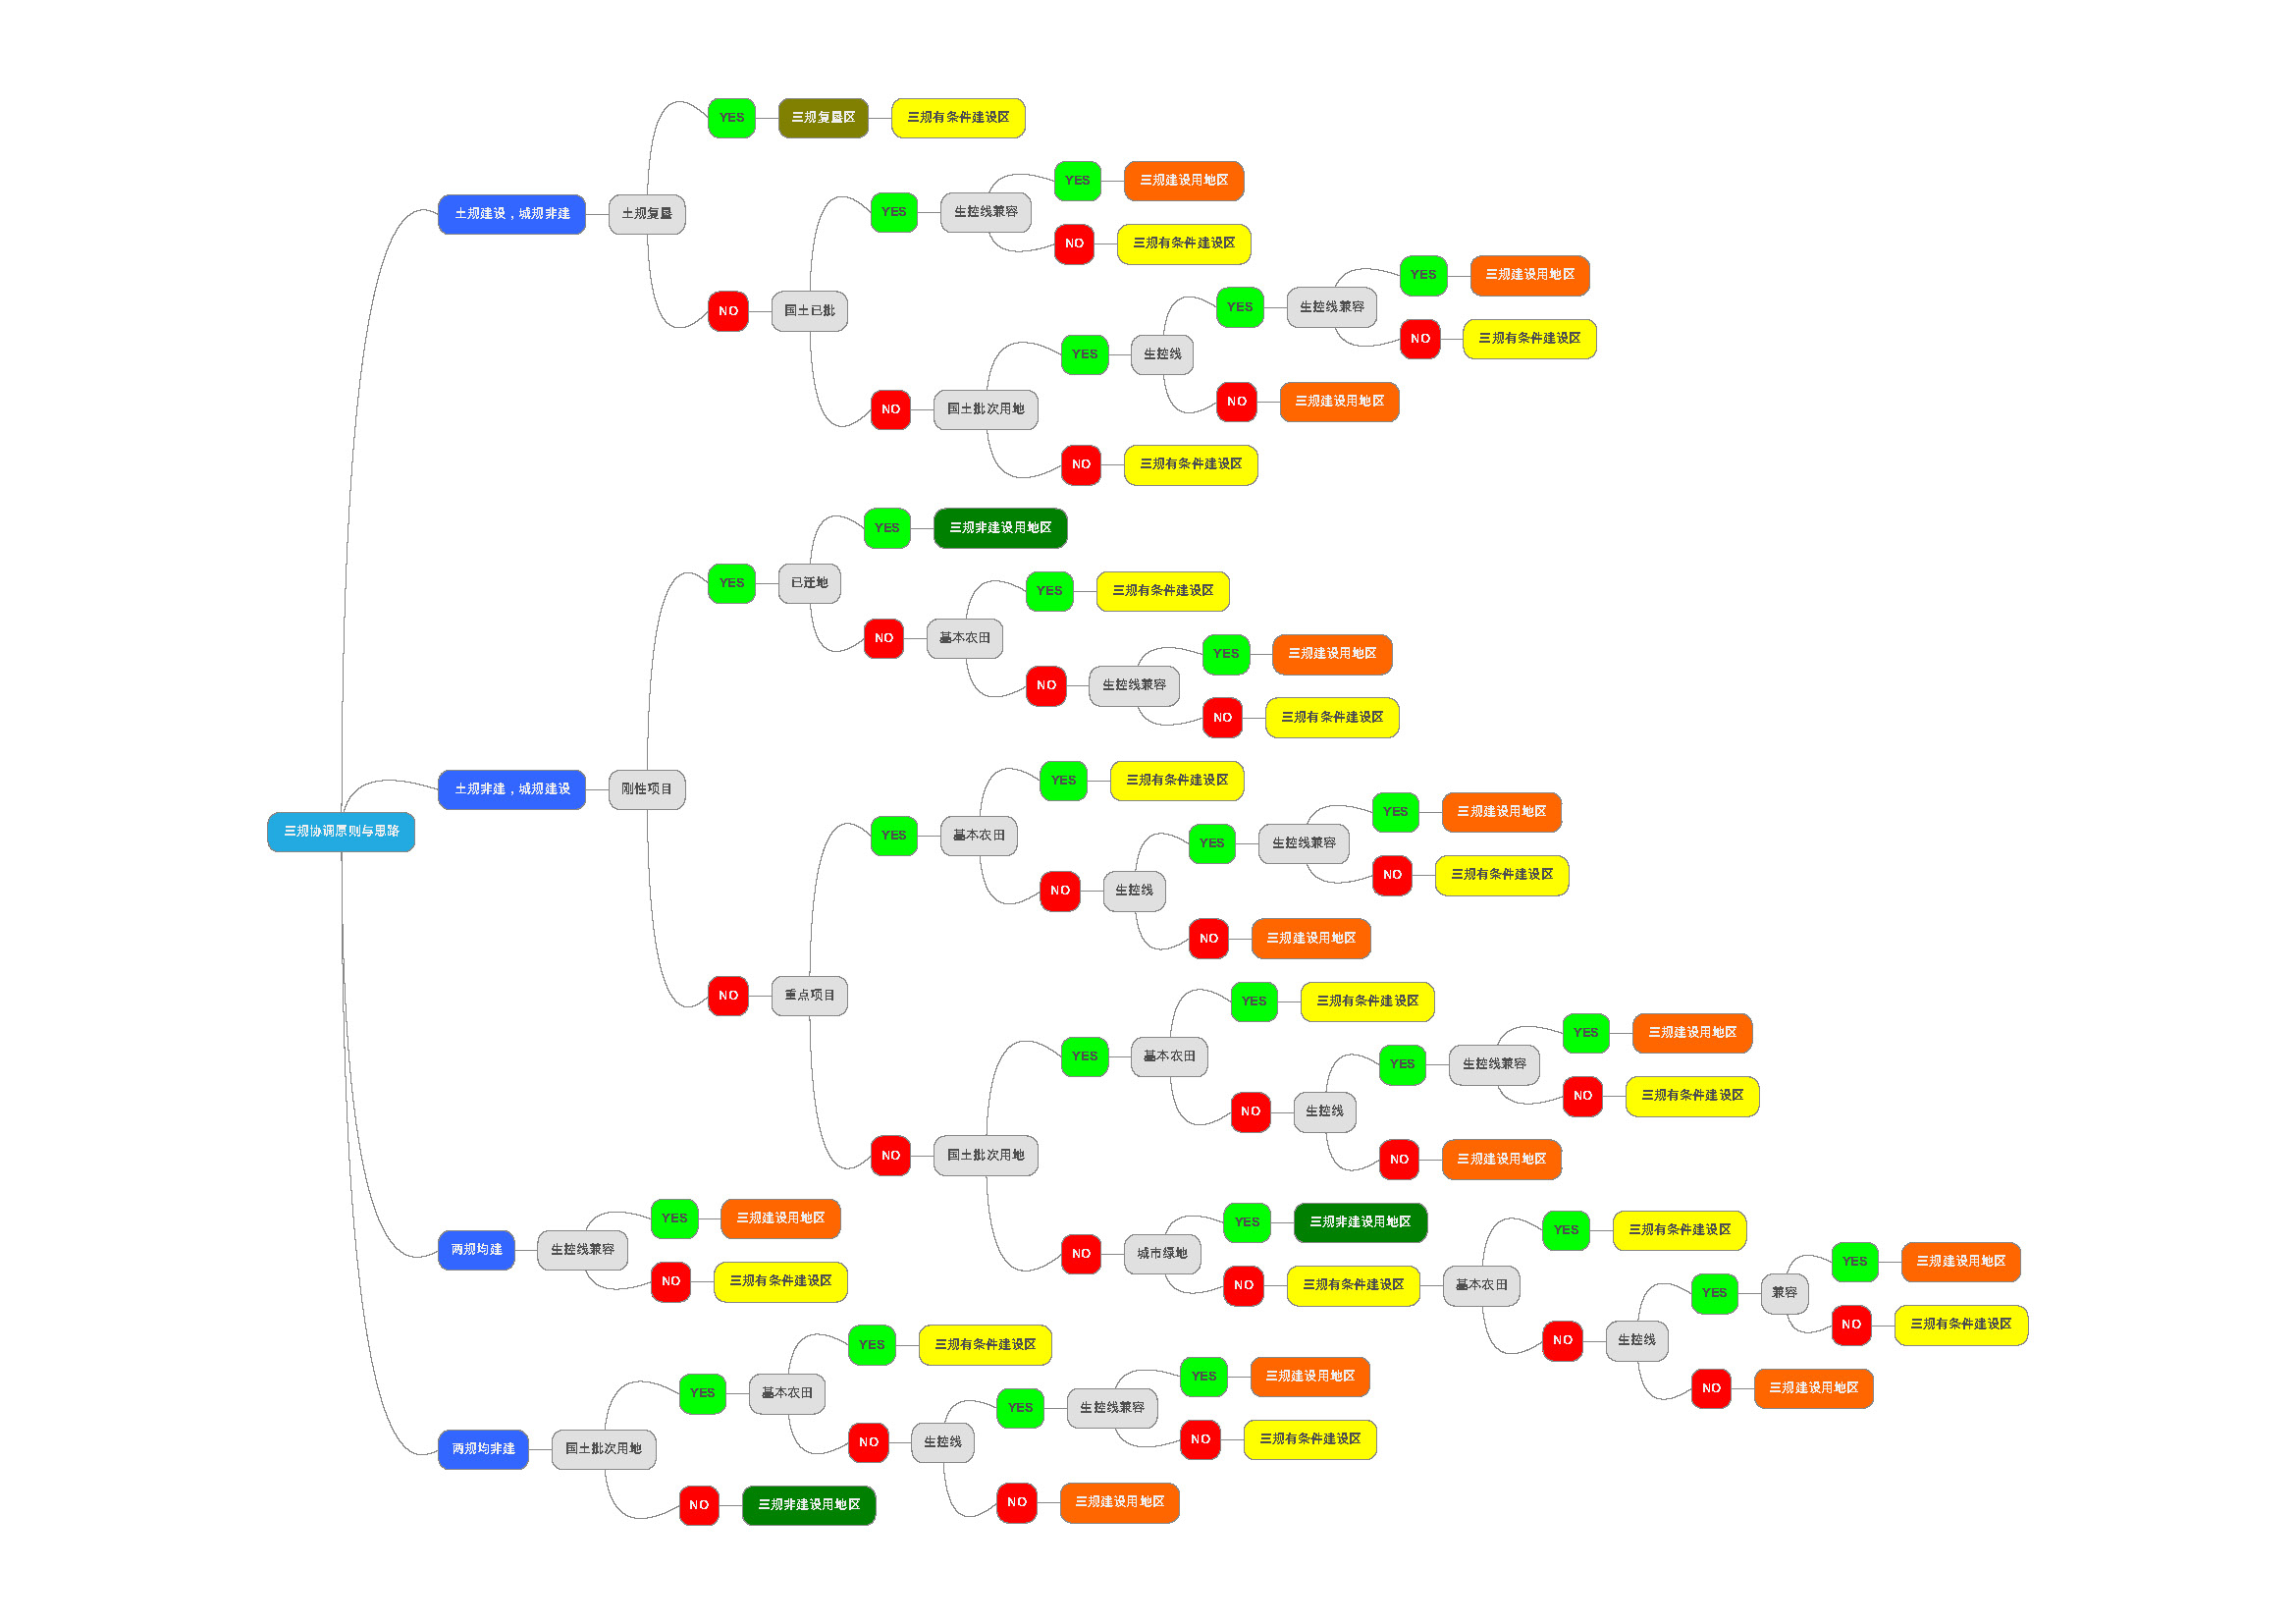 三规协调原则与思路
土规建设，城规非建
土规复垦
YES
三规复垦区
三规有条件建设区
NO
国土已批
YES
生控线兼容
YES
三规建设用地区
NO
三规有条件建设区
NO
国土批次用地
YES
生控线
YES
生控线兼容
YES
三规建设用地区
NO
三规有条件建设区
NO
三规建设用地区
NO
三规有条件建设区
土规非建，城规建设
刚性项目
YES
已迁地
YES
三规非建设用地区
NO
基本农田
YES
三规有条件建设区
NO
生控线兼容
YES
三规建设用地区
NO
三规有条件建设区
NO
重点项目
YES
基本农田
YES
三规有条件建设区
NO
生控线
YES
生控线兼容
YES
三规建设用地区
NO
三规有条件建设区
NO
三规建设用地区
NO
国土批次用地
YES
基本农田
YES
三规有条件建设区
NO
生控线
YES
生控线兼容
YES
三规建设用地区
NO
三规有条件建设区
NO
三规建设用地区
NO
城市绿地
YES
三规非建设用地区
NO
三规有条件建设区
基本农田
YES
三规有条件建设区
NO
生控线
YES
兼容
YES
三规建设用地区
NO
三规有条件建设区
NO
三规建设用地区
两规均建
生控线兼容
YES
三规建设用地区
NO
三规有条件建设区
两规均非建
国土批次用地
YES
基本农田
YES
三规有条件建设区
NO
生控线
YES
生控线兼容
YES
三规建设用地区
NO
三规有条件建设区
NO
三规建设用地区
NO
三规非建设用地区